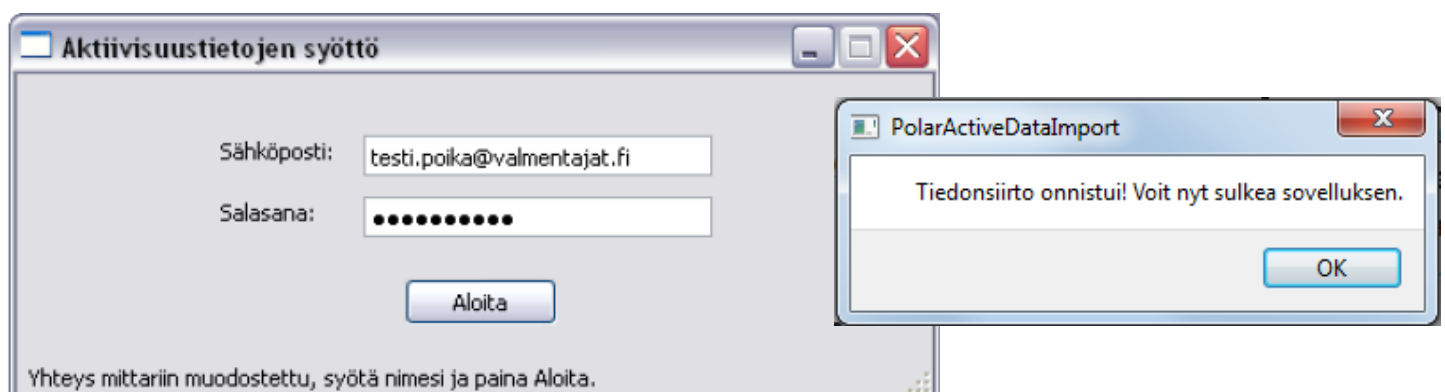 Aktiivisuustietojen syöttö
Sähköposti: testi.poika@valmentajat.fi
Salasana: ●●●●●●●●●●
Aloita
Yhteys mittariin muodostettu, syötä nimesi ja paina Aloita.
PolarActiveDataImport
Tiedonsiirto onnistui! Voit nyt sulkea sovelluksen.
OK